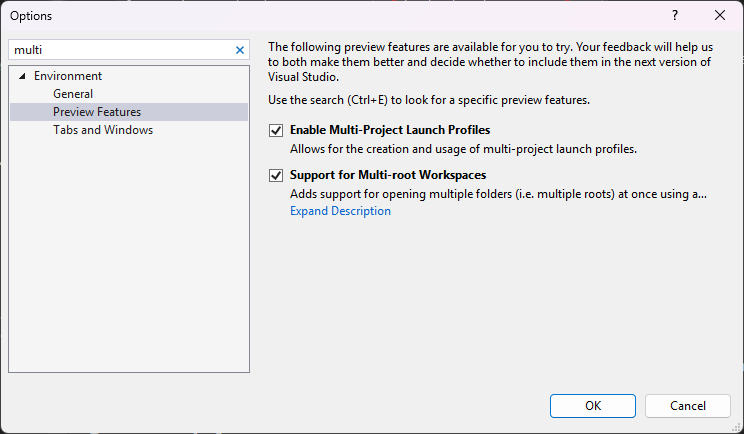 Options
?
multi
Environment
General
Preview Features
Tabs and Windows
The following preview features are available for you to try. Your feedback will help us
to both make them better and decide whether to include them in the next version of
Visual Studio.
Use the search (Ctrl+E) to look for a specific preview features.
Enable Multi-Project Launch Profiles
Allows for the creation and usage of multi-project launch profiles.
Support for Multi-root Workspaces
Adds support for opening multiple folders (i.e. multiple roots) at once using a...
Expand Description
OK
Cancel